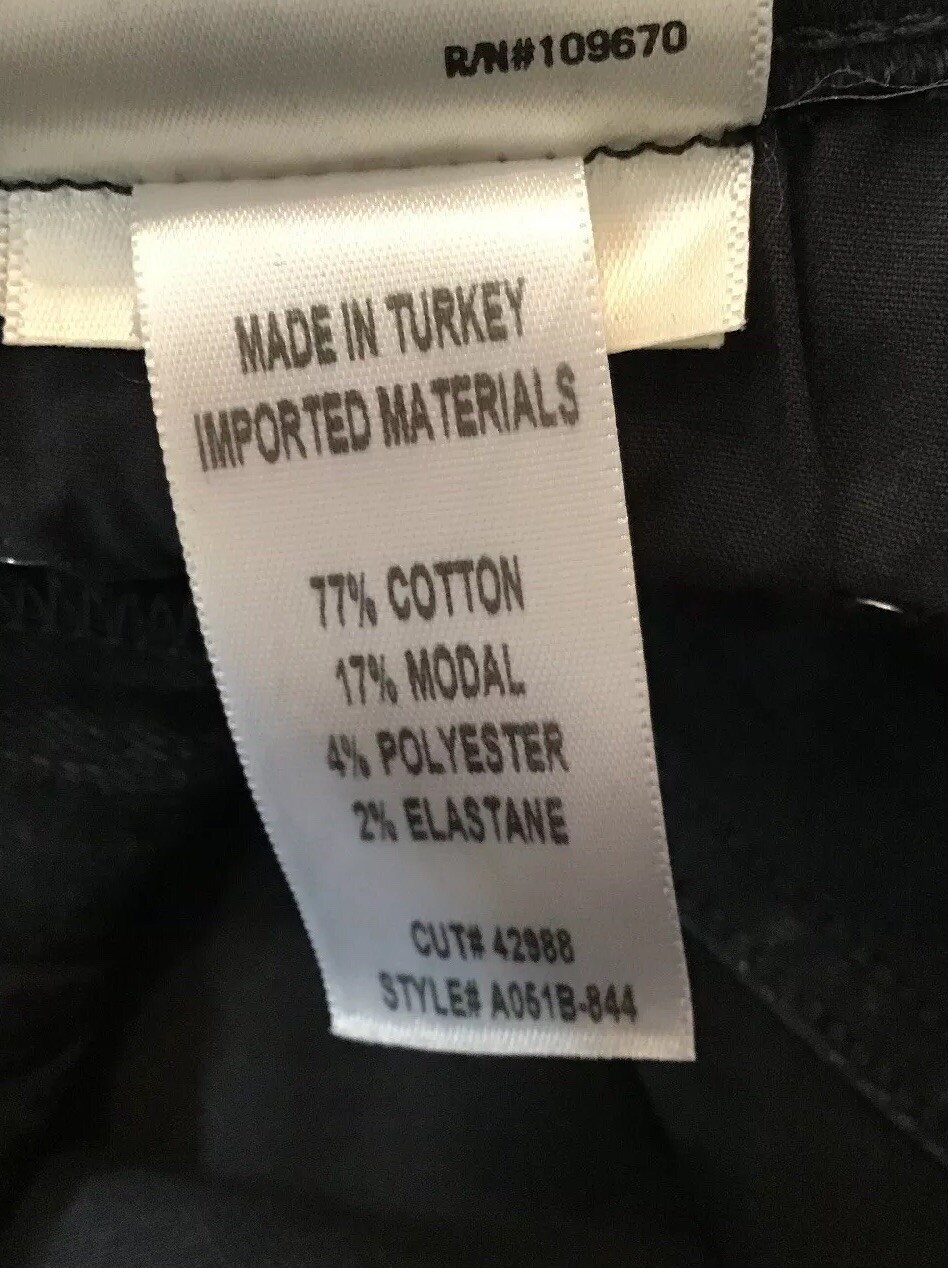 R/N#109670
MADE IN TURKEY
IMPORTED MATERIALS
77% COTTON
17% MODAL
4% POLYESTER
2% ELASTANE
CUT# 42988
STYLE# A051B-844